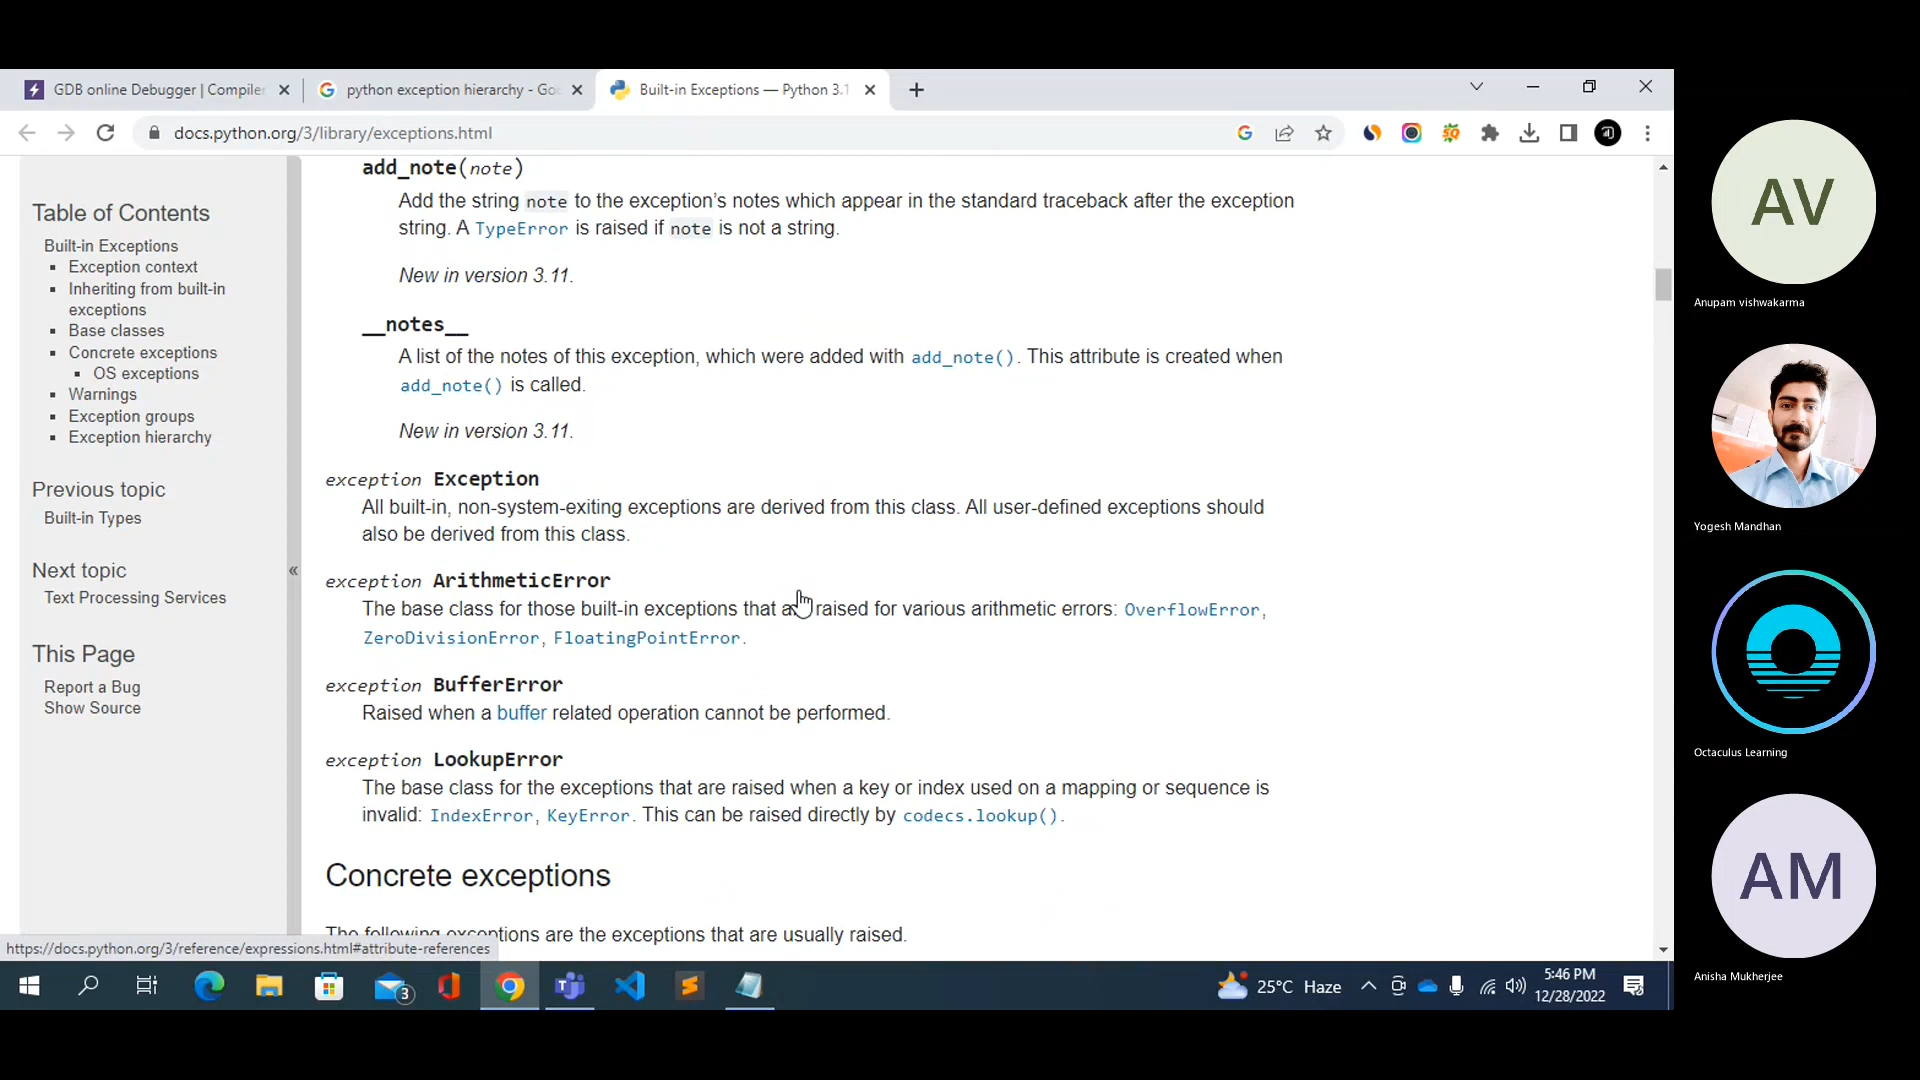 GDB online Debugger | Compiler
python exception hierarchy - Goo
Built-in Exceptions — Python 3.1
docs.python.org/3/library/exceptions.html
Table of Contents
Built-in Exceptions
Exception context
Inheriting from built-in
exceptions
Base classes
Concrete exceptions
OS exceptions
Warnings
Exception groups
Exception hierarchy
Previous topic
Built-in Types
Next topic
Text Processing Services
This Page
Report a Bug
Show Source
«
add_note(note)
Add the string note to the exception’s notes which appear in the standard traceback after the exception
string. A TypeError is raised if note is not a string.
New in version 3.11.
__notes__
A list of the notes of this exception, which were added with add_note(). This attribute is created when
add_note() is called.
New in version 3.11.
exception Exception
All built-in, non-system-exiting exceptions are derived from this class. All user-defined exceptions should
also be derived from this class.
exception ArithmeticError
The base class for those built-in exceptions that are raised for various arithmetic errors: OverflowError,
ZeroDivisionError, FloatingPointError.
exception BufferError
Raised when a buffer related operation cannot be performed.
exception LookupError
The base class for the exceptions that are raised when a key or index used on a mapping or sequence is
invalid: IndexError, KeyError. This can be raised directly by codecs.lookup().
Concrete exceptions
The following exceptions are the exceptions that are usually raised.
https://docs.python.org/3/reference/expressions.html#attribute-references
3
25°C Haze
5:46 PM
12/28/2022
AV
Anupam vishwakarma
Yogesh Mandhan
Octaculus Learning
AM
Anisha Mukherjee